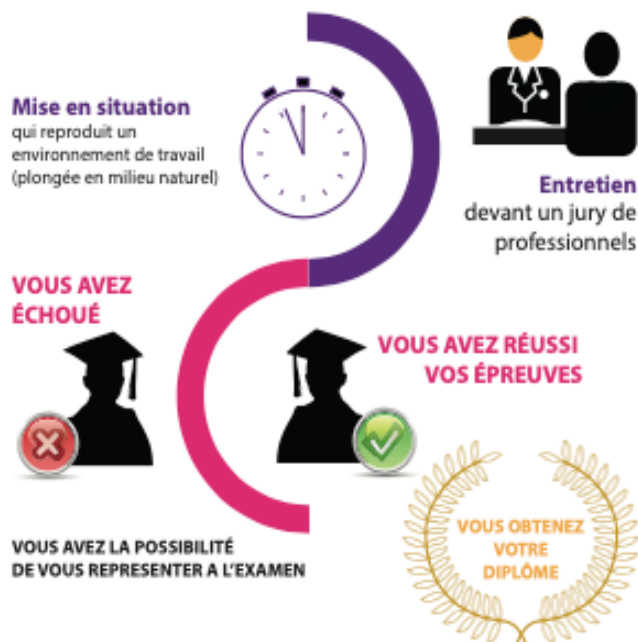 Mise en situation
qui reproduit un
environnement de travail
(plongée en milieu naturel)
Entretien
devant un jury de
professionnels
VOUS AVEZ
ÉCHOUÉ
VOUS AVEZ RÉUSSI
VOS ÉPREUVES
VOUS AVEZ LA POSSIBILITÉ
DE VOUS REPRESENTER A L'EXAMEN
VOUS OBTENEZ
VOTRE
DIPLÔME